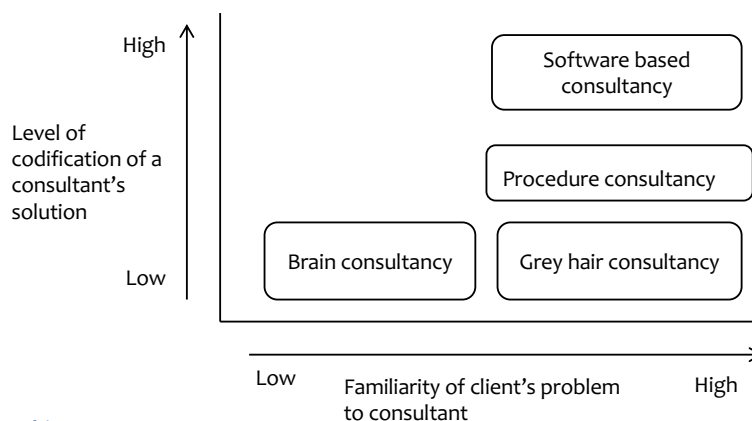 High
Software based
consultancy
Level of
codification of a
consultant's
solution
Procedure consultancy
Brain consultancy
Grey hair consultancy
Low
Low
Familiarity of client's problem
to consultant
High